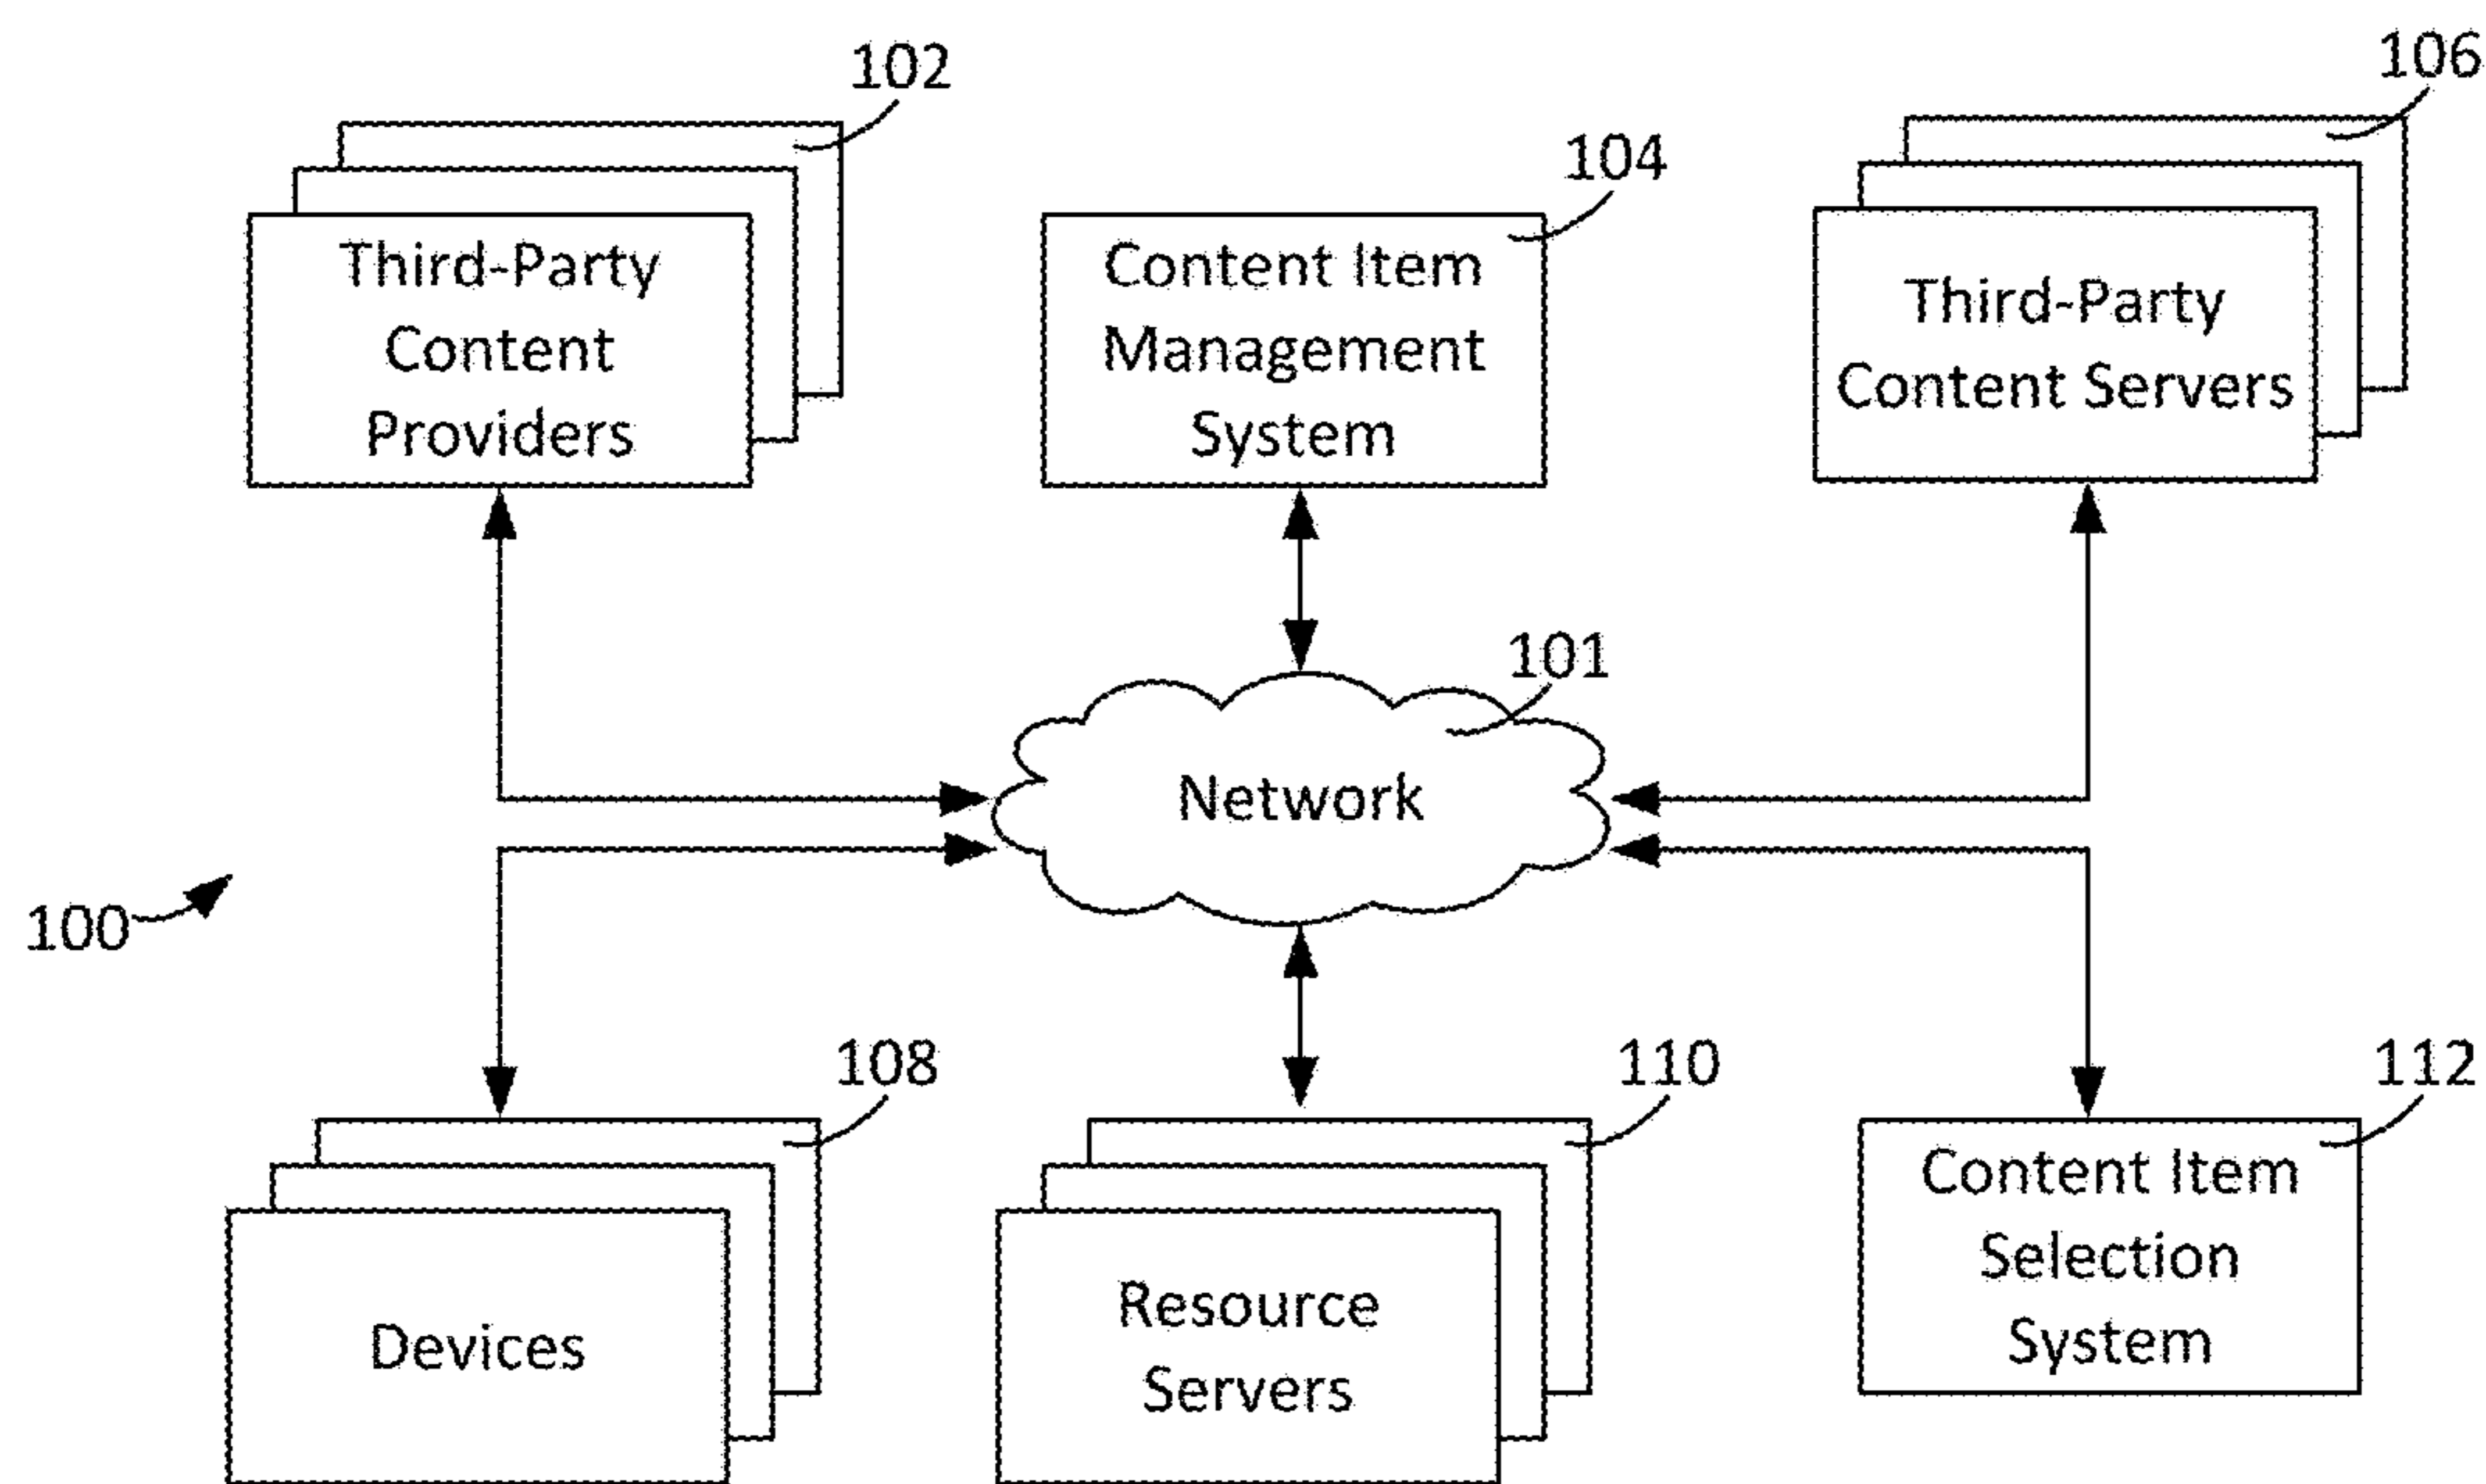 102
106
104
Third-Party
Content
Providers
Content Item
Management
System
Third-Party
Content Servers
101
Network
100
108
110
112
Devices
Resource
Servers
Content Item
Selection
System